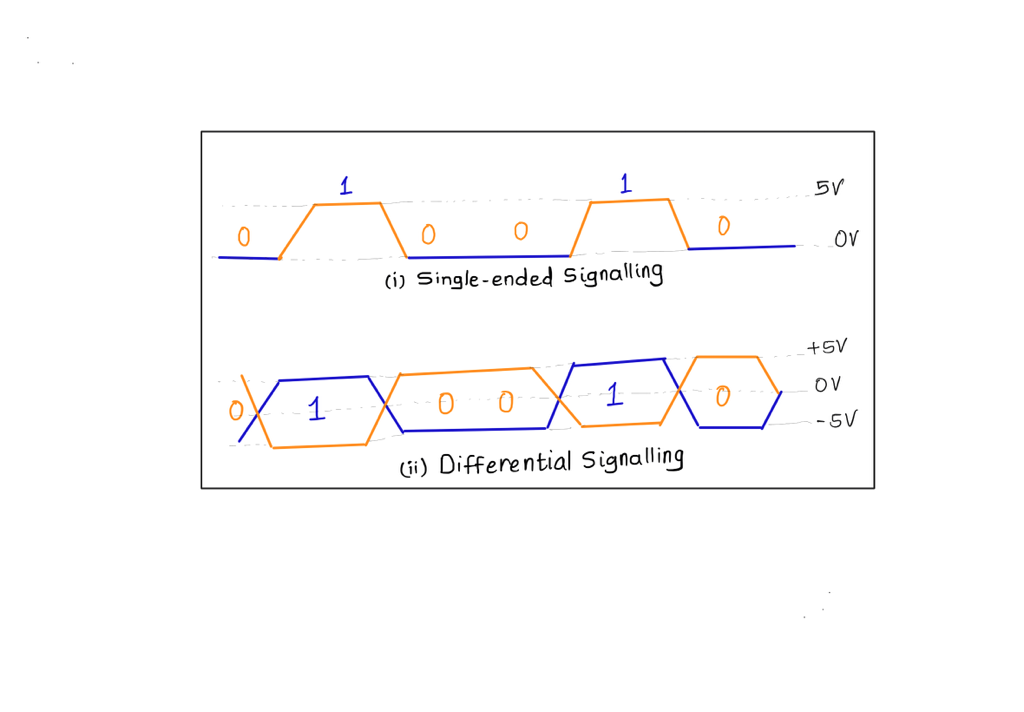 1 1 5V
0 0 0 0 0V
(i) Single-ended Signalling
+5V
0 1 0 0 1 0 0V
-5V
(ii) Differential Signalling